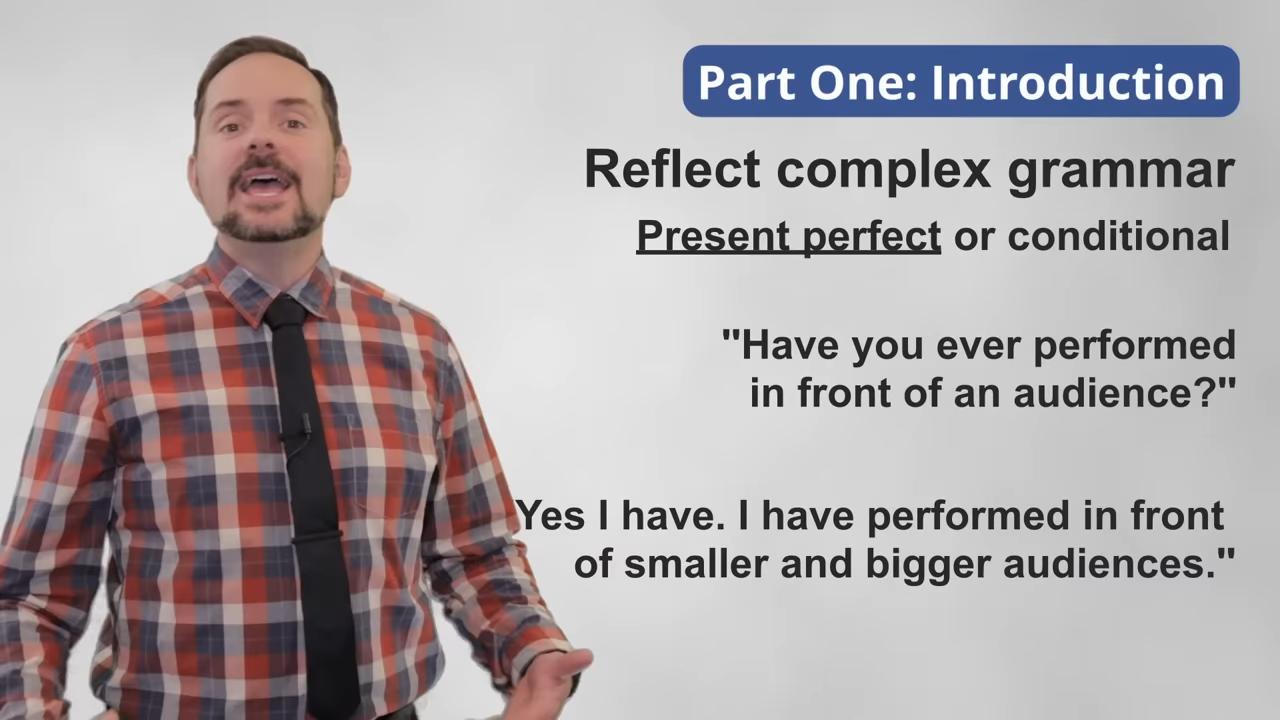 Part One: Introduction
Reflect complex grammar
Present perfect or conditional
"Have you ever performed
in front of an audience?"
Yes I have. I have performed in front
of smaller and bigger audiences."